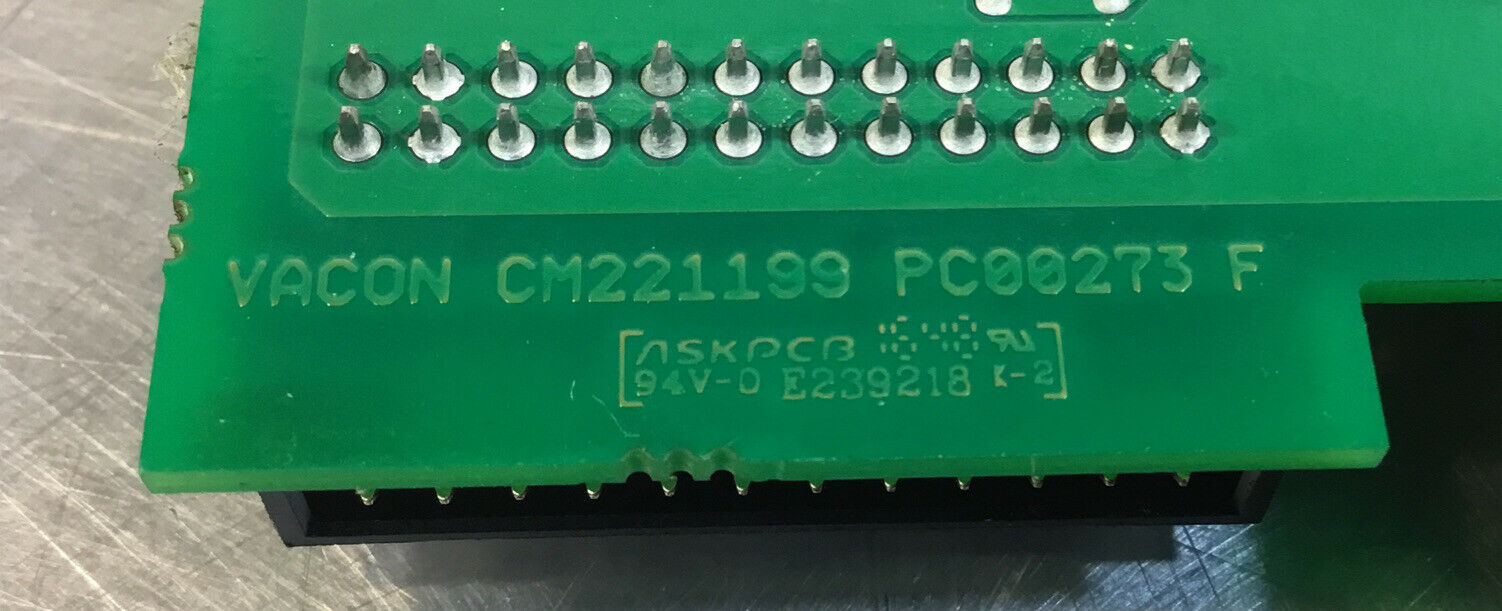 VACON CM221199 PC00273 F
ASKPCB
94V-0 E239218 K-2